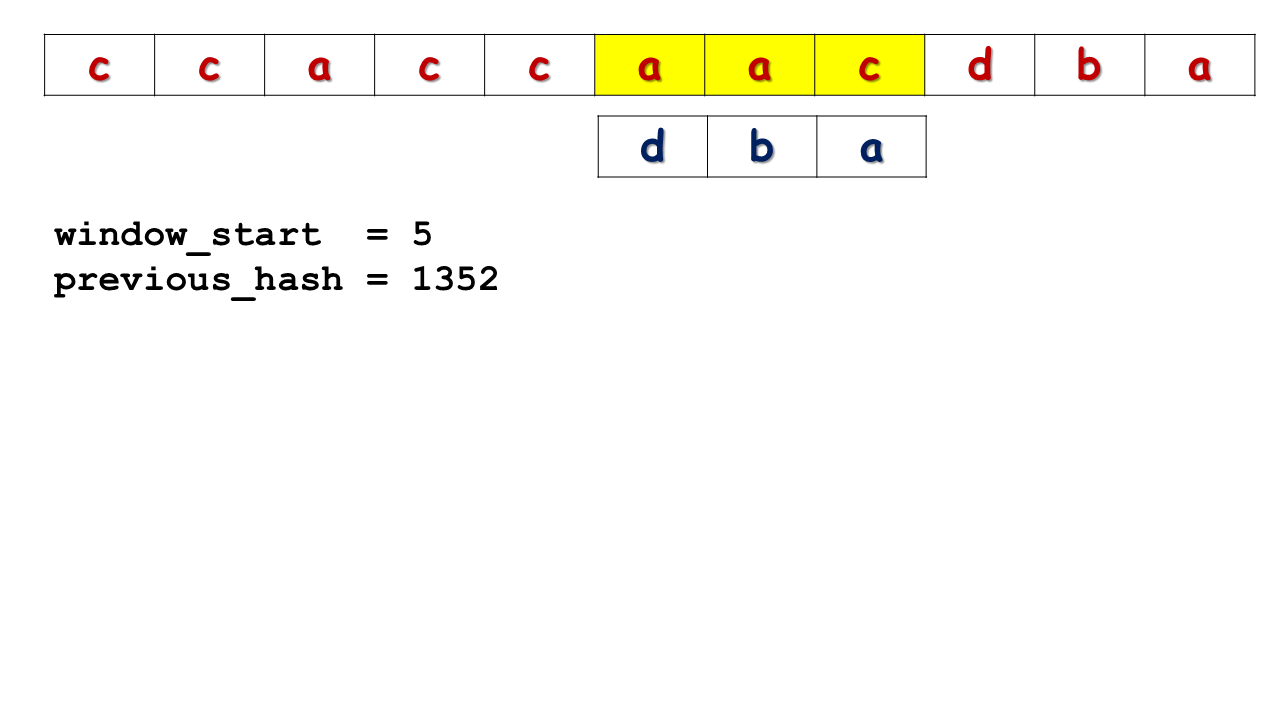 c c a c c a a c d b a
d b a
window_start = 5
previous_hash = 1352